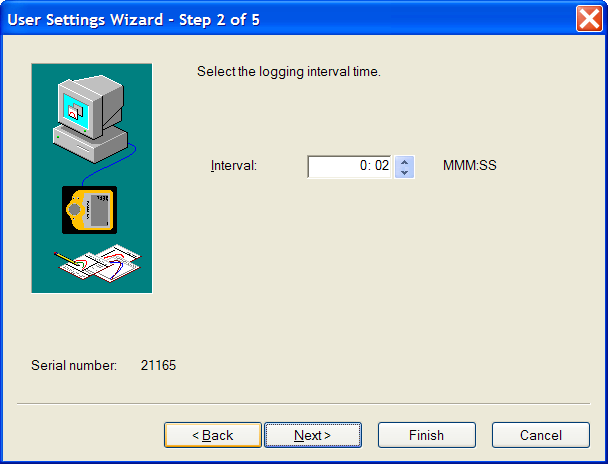 User Settings Wizard - Step 2 of 5
Select the logging interval time.
Interval: 0: 02 MMM:SS
Serial number: 21165
< Back Next > Finish Cancel